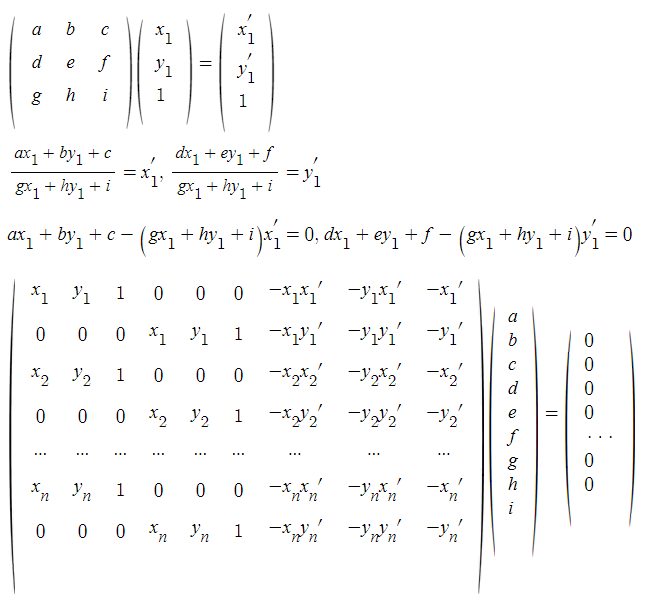 ( a b c ; d e f ; g h i ) ( x₁ ; y₁ ; 1 ) = ( x₁′ ; y₁′ ; 1 )
(ax₁ + by₁ + c)/(gx₁ + hy₁ + i) = x₁′, (dx₁ + ey₁ + f)/(gx₁ + hy₁ + i) = y₁′
ax₁ + by₁ + c − (gx₁ + hy₁ + i)x₁′ = 0, dx₁ + ey₁ + f − (gx₁ + hy₁ + i)y₁′ = 0
( x₁ y₁ 1 0 0 0 −x₁x₁′ −y₁x₁′ −x₁′
0 0 0 x₁ y₁ 1 −x₁y₁′ −y₁y₁′ −y₁′
x₂ y₂ 1 0 0 0 −x₂x₂′ −y₂x₂′ −x₂′
0 0 0 x₂ y₂ 1 −x₂y₂′ −y₂y₂′ −y₂′
... ... ... ... ... ... ... ... ...
xₙ yₙ 1 0 0 0 −xₙxₙ′ −yₙxₙ′ −xₙ′
0 0 0 xₙ yₙ 1 −xₙyₙ′ −yₙyₙ′ −yₙ′ ) ( a ; b ; c ; d ; e ; f ; g ; h ; i ) = ( 0 ; 0 ; 0 ; 0 ; ... ; 0 ; 0 )